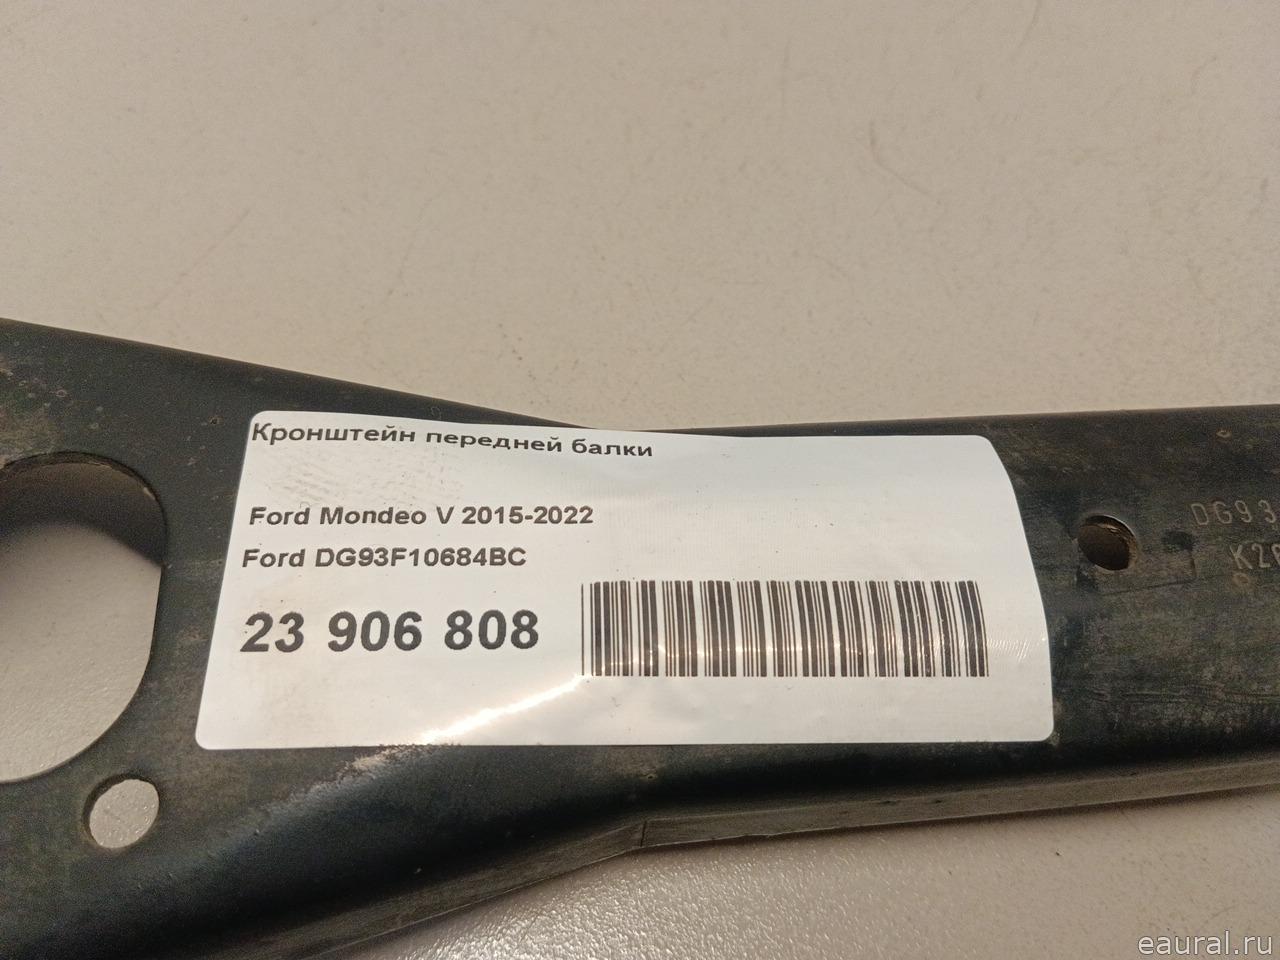 Кронштейн передней балки
Ford Mondeo V 2015-2022
Ford DG93F10684BC
23 906 808
DG93
eaural.ru